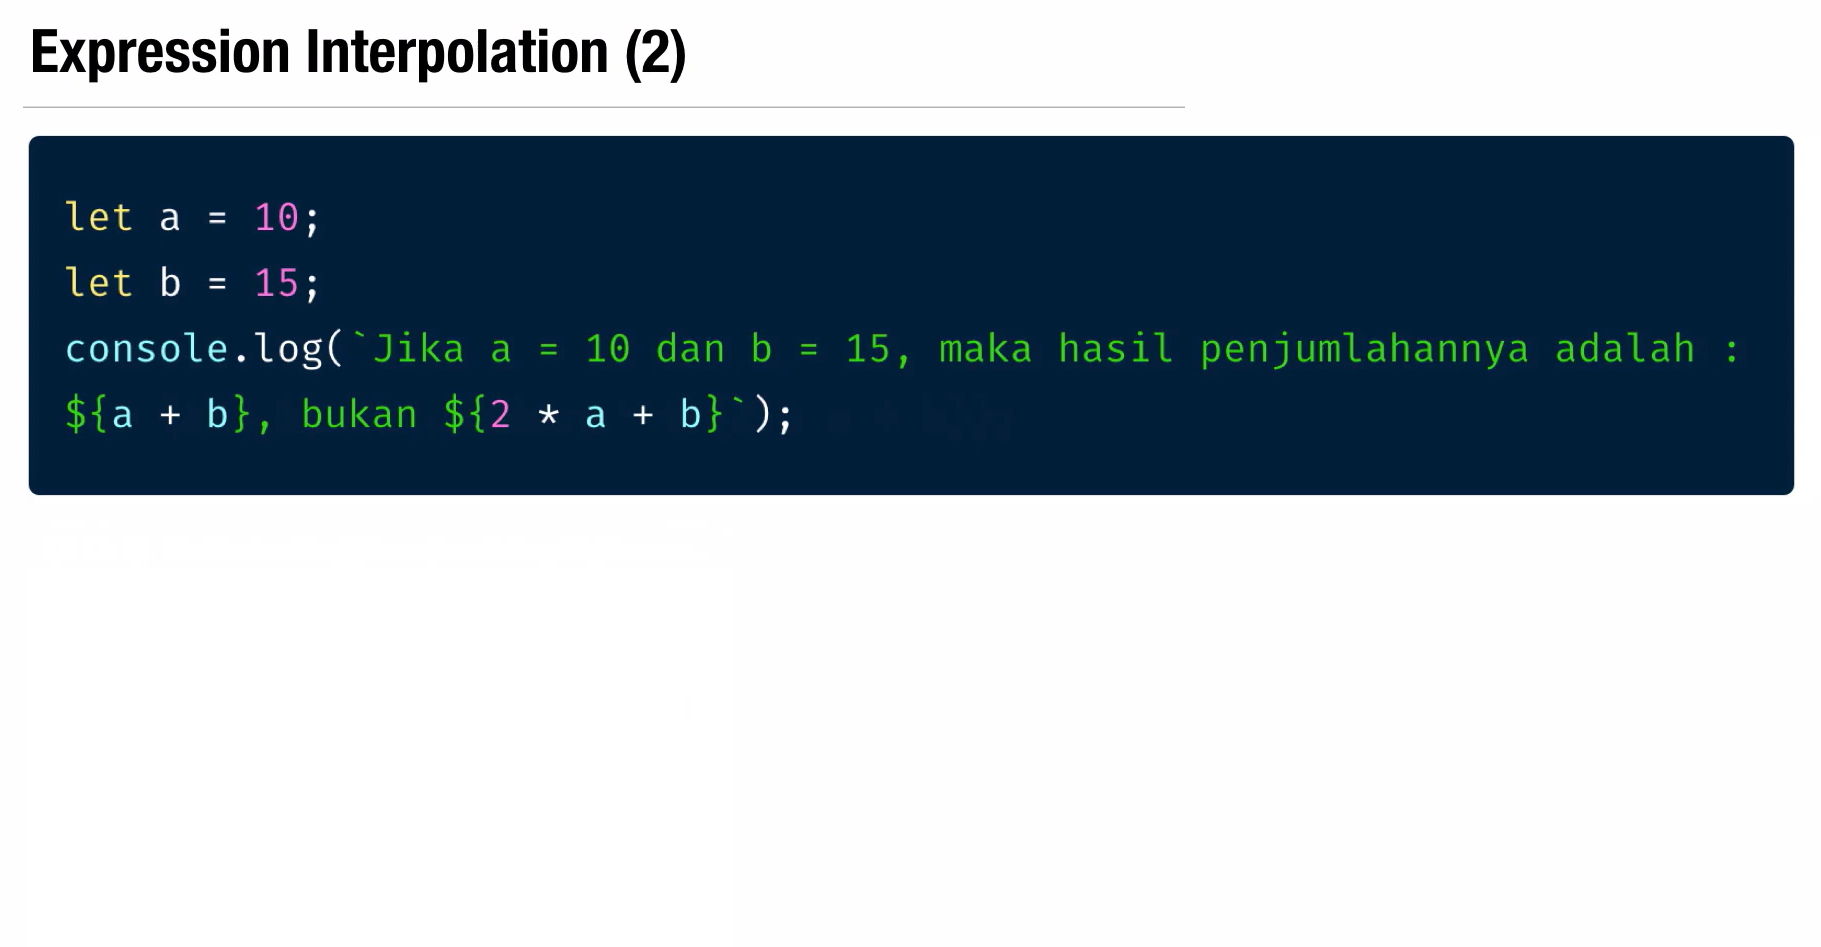 Expression Interpolation (2)
let a = 10;
let b = 15;
console.log(`Jika a = 10 dan b = 15, maka hasil penjumlahannya adalah :
${a + b}, bukan ${2 * a + b}`);